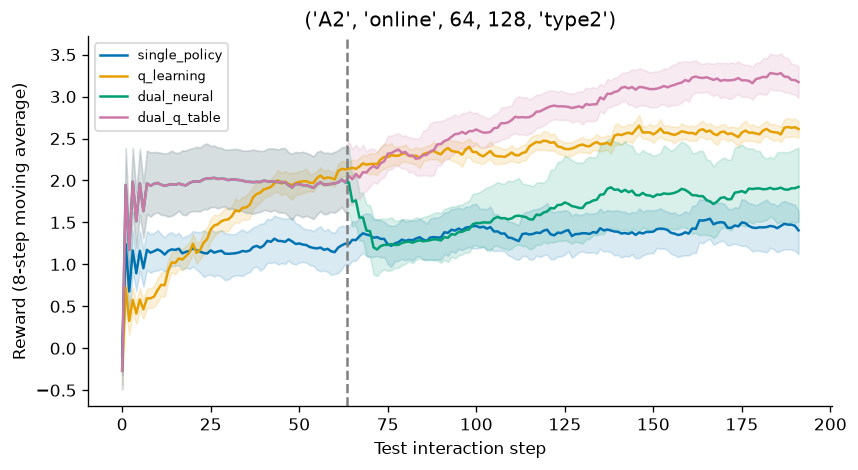 ('A2', 'online', 64, 128, 'type2')
Reward (8-step moving average)
3.5
3.0
2.5
2.0
1.5
1.0
0.5
0.0
−0.5
single_policy
q_learning
dual_neural
dual_q_table
0 25 50 75 100 125 150 175 200
Test interaction step